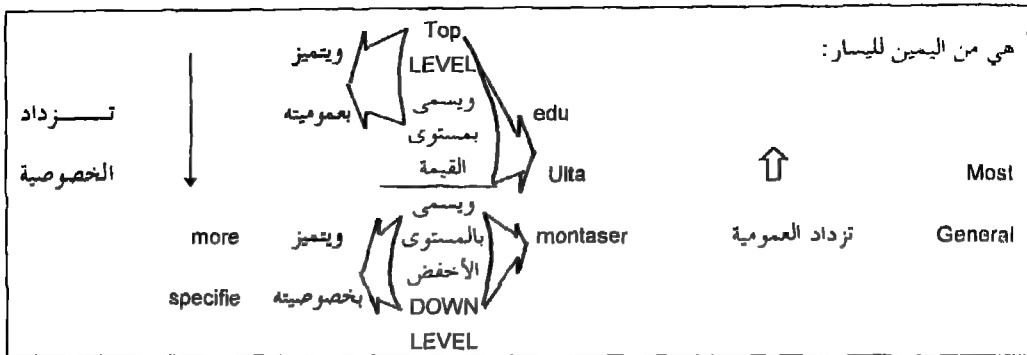 هي من اليمين لليسار:
Most
General
تزداد العمومية
edu
Ulta
montaser
Top
LEVEL
ويسمى
بمستوى
القيمة
ويسمى
بالمستوى
الأخفض
DOWN
LEVEL
ويتميز
بعموميته
ويتميز
بخصوصيته
more
specifie
تـــزداد
الخصوصية